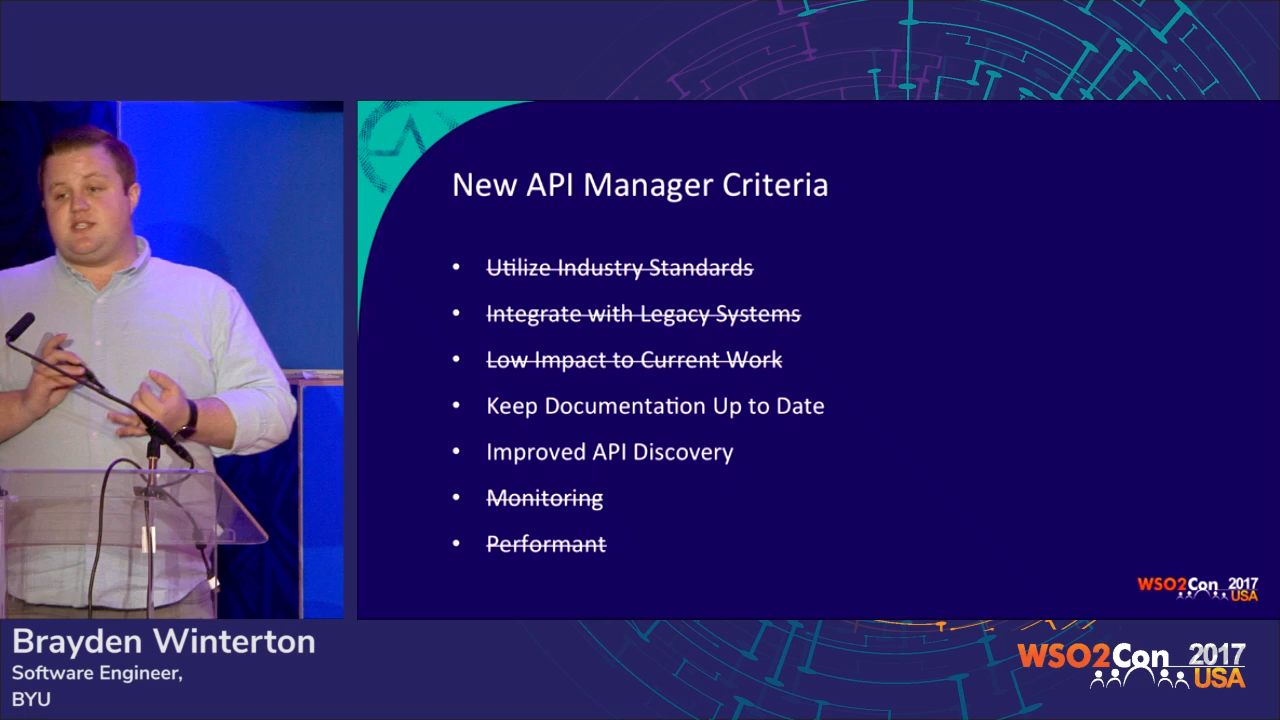 New API Manager Criteria
• Utilize Industry Standards
• Integrate with Legacy Systems
• Low Impact to Current Work
• Keep Documentation Up to Date
• Improved API Discovery
• Monitoring
• Performant
WSO2Con 2017
USA
Brayden Winterton
Software Engineer,
BYU
WSO2Con 2017
USA